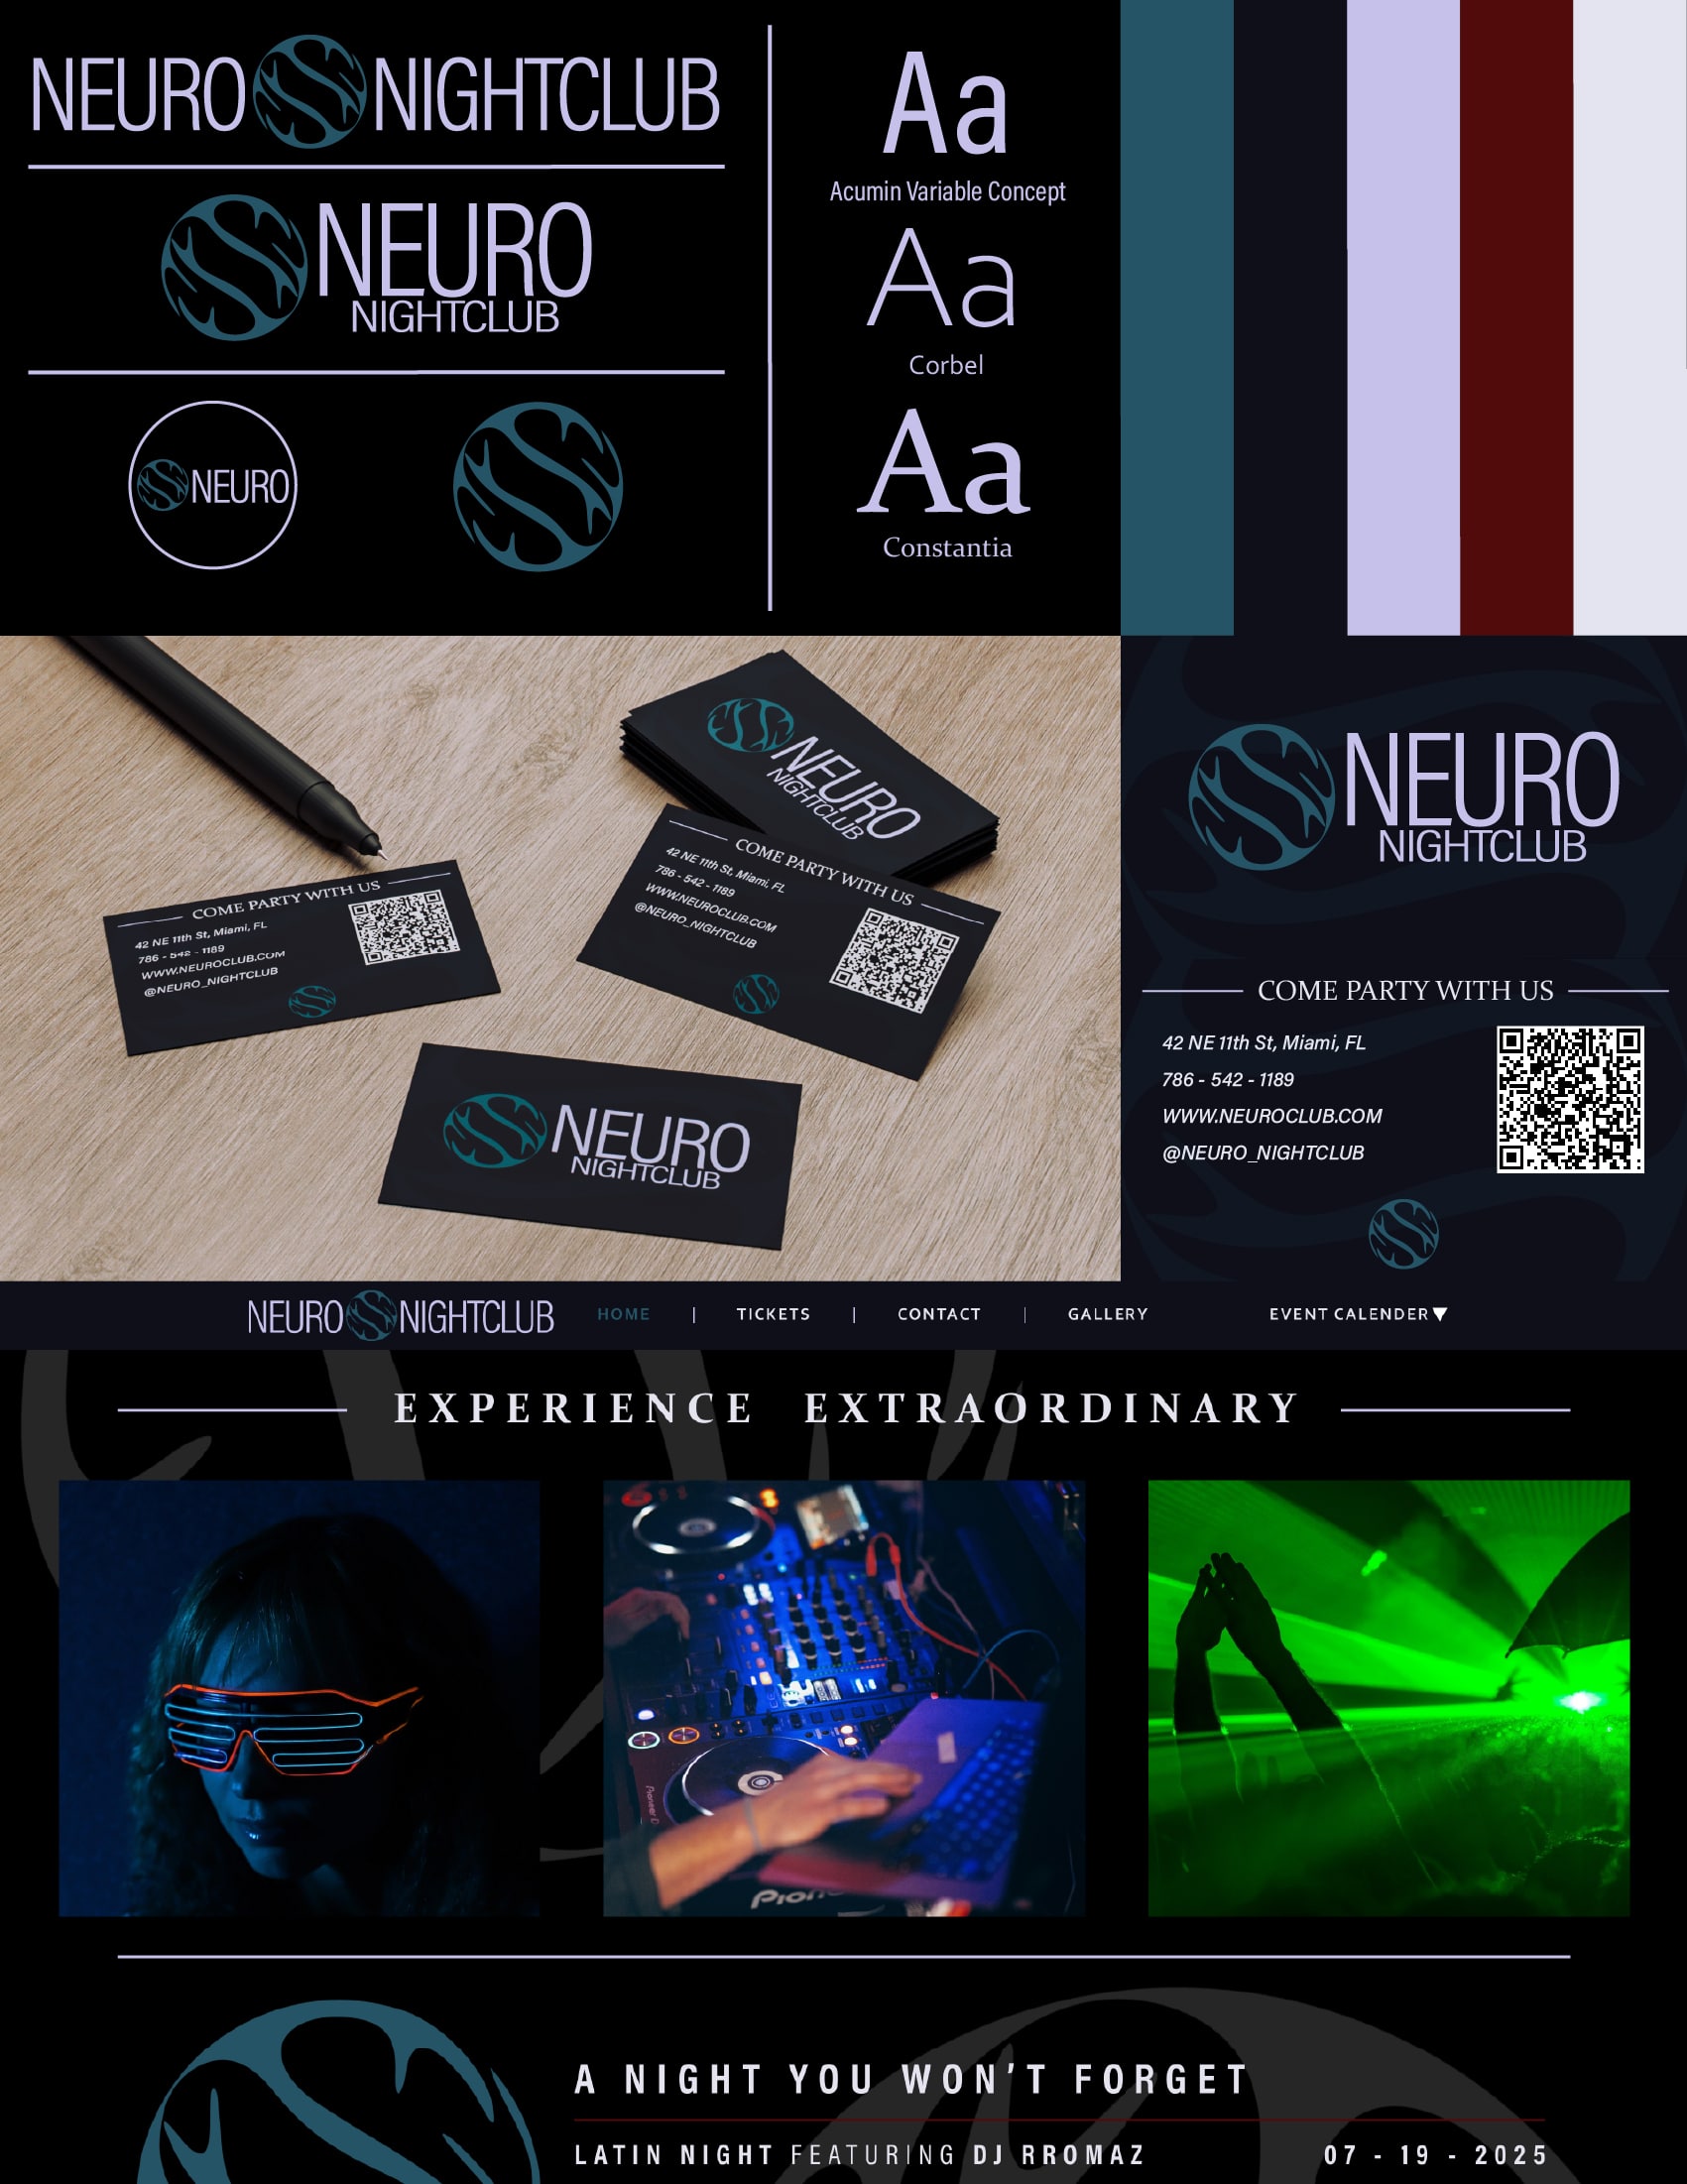 NEURO NIGHTCLUB
NEURO
NIGHTCLUB
NEURO
Aa
Acumin Variable Concept
Aa
Corbel
Aa
Constantia
NEURO
NIGHTCLUB
COME PARTY WITH US
42 NE 11th St, Miami, FL
786 - 542 - 1189
WWW.NEUROCLUB.COM
@NEURO_NIGHTCLUB
COME PARTY WITH US
42 NE 11th St, Miami, FL
786 - 542 - 1189
WWW.NEUROCLUB.COM
@NEURO_NIGHTCLUB
NEURO
NIGHTCLUB
NEURO
NIGHTCLUB
COME PARTY WITH US
42 NE 11th St, Miami, FL
786 - 542 - 1189
WWW.NEUROCLUB.COM
@NEURO_NIGHTCLUB
NEURO NIGHTCLUB HOME | TICKETS | CONTACT | GALLERY EVENT CALENDER▼
EXPERIENCE EXTRAORDINARY
A NIGHT YOU WON'T FORGET
LATIN NIGHT FEATURING DJ RROMAZ 07 - 19 - 2025